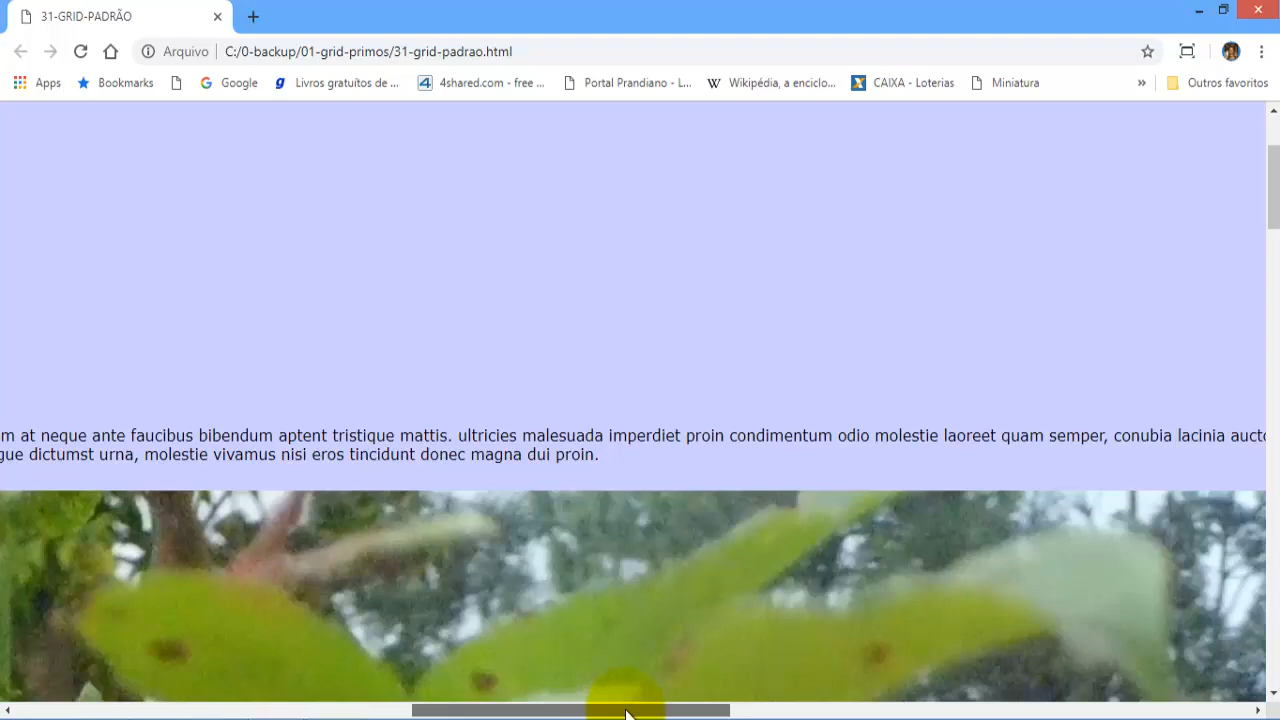 31-GRID-PADRÃO
Arquivo C:/0-backup/01-grid-primos/31-grid-padrao.html
Apps Bookmarks Google Livros gratuítos de ... 4shared.com - free ... Portal Prandiano - L... Wikipédia, a enciclo... CAIXA - Loterias Miniatura » Outros favoritos
m at neque ante faucibus bibendum aptent tristique mattis. ultricies malesuada imperdiet proin condimentum odio molestie laoreet quam semper, conubia lacinia aucto
gue dictumst urna, molestie vivamus nisi eros tincidunt donec magna dui proin.